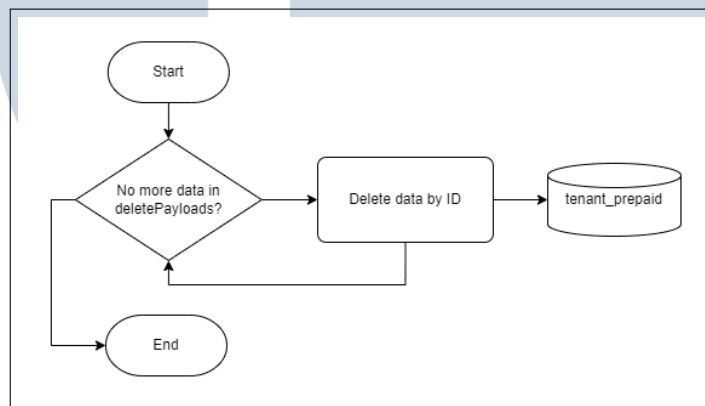 Start
No more data in
deletePayloads?
Delete data by ID
tenant_prepaid
End